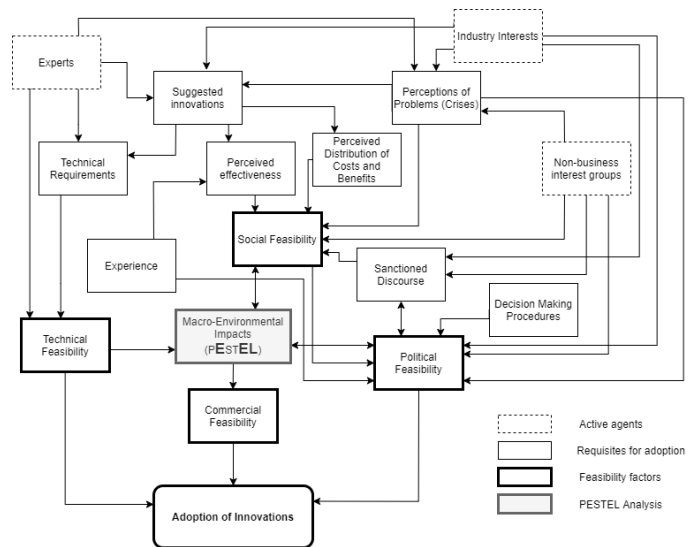 Industry Interests
Experts
Suggested
innovations
Perceptions of
Problems (Crises)
Technical
Requirements
Perceived
effectiveness
Perceived
Distribution of
Costs and
Benefits
Non-business
interest groups
Social Feasibility
Experience
Sanctioned
Discourse
Decision Making
Procedures
Technical
Feasibility
Macro-Environmental
Impacts
(PESTEL)
Political
Feasibility
Commercial
Feasibility
Adoption of Innovations
Active agents
Requisites for adoption
Feasibility factors
PESTEL Analysis